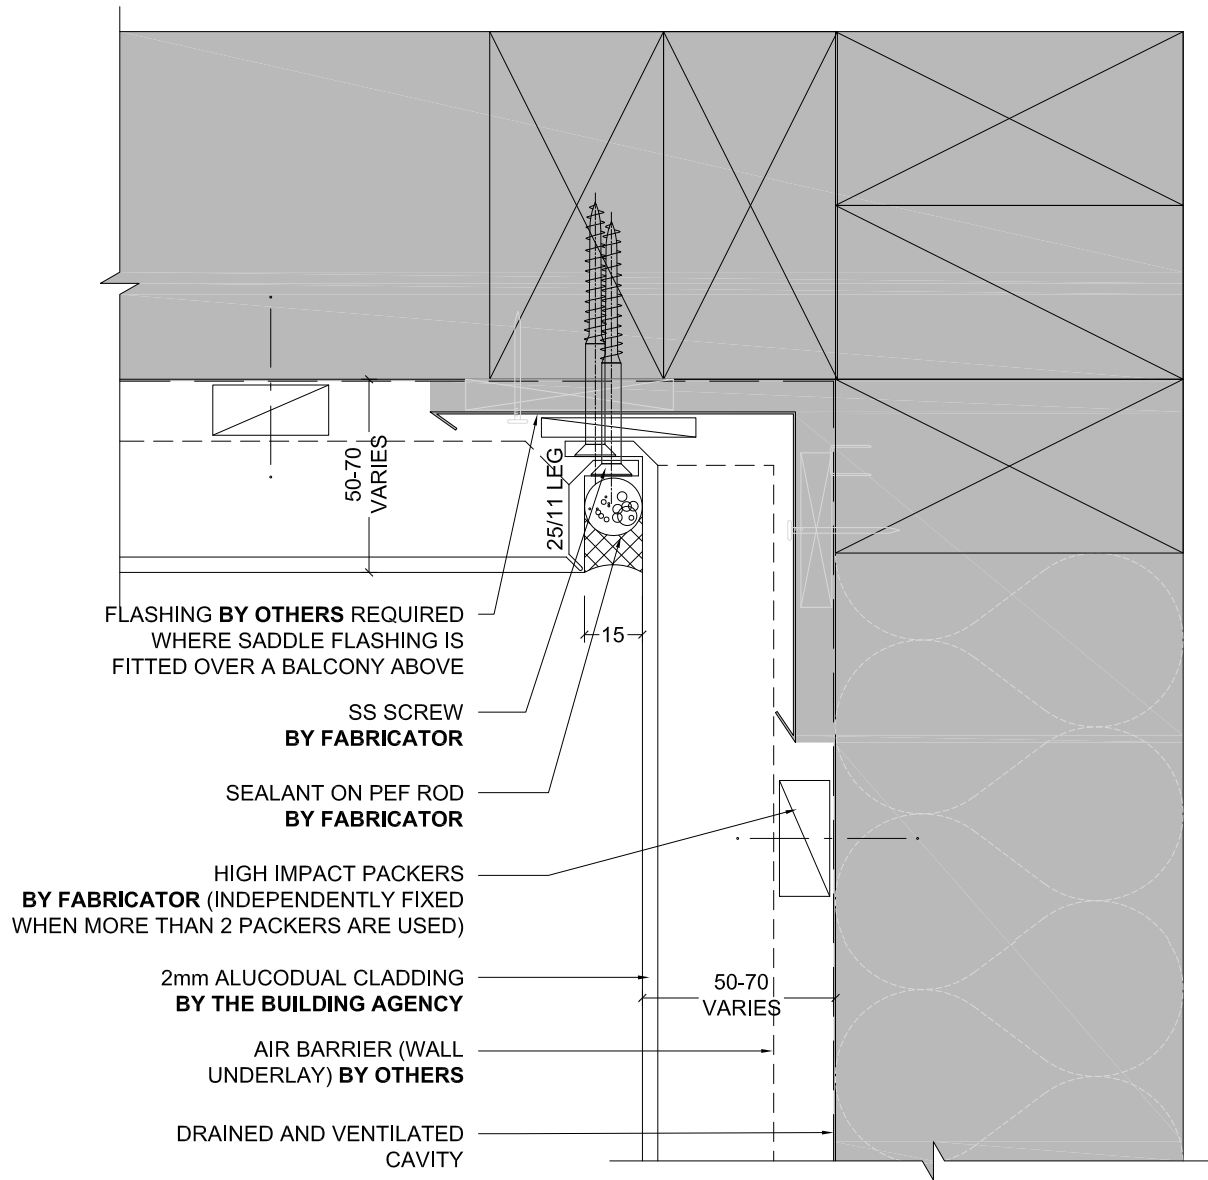 50-70
VARIES
25/11 LEG
FLASHING BY OTHERS REQUIRED
WHERE SADDLE FLASHING IS
FITTED OVER A BALCONY ABOVE
15
SS SCREW
BY FABRICATOR
SEALANT ON PEF ROD
BY FABRICATOR
HIGH IMPACT PACKERS
BY FABRICATOR (INDEPENDENTLY FIXED
WHEN MORE THAN 2 PACKERS ARE USED)
2mm ALUCODUAL CLADDING
BY THE BUILDING AGENCY
50-70
VARIES
AIR BARRIER (WALL
UNDERLAY) BY OTHERS
DRAINED AND VENTILATED
CAVITY